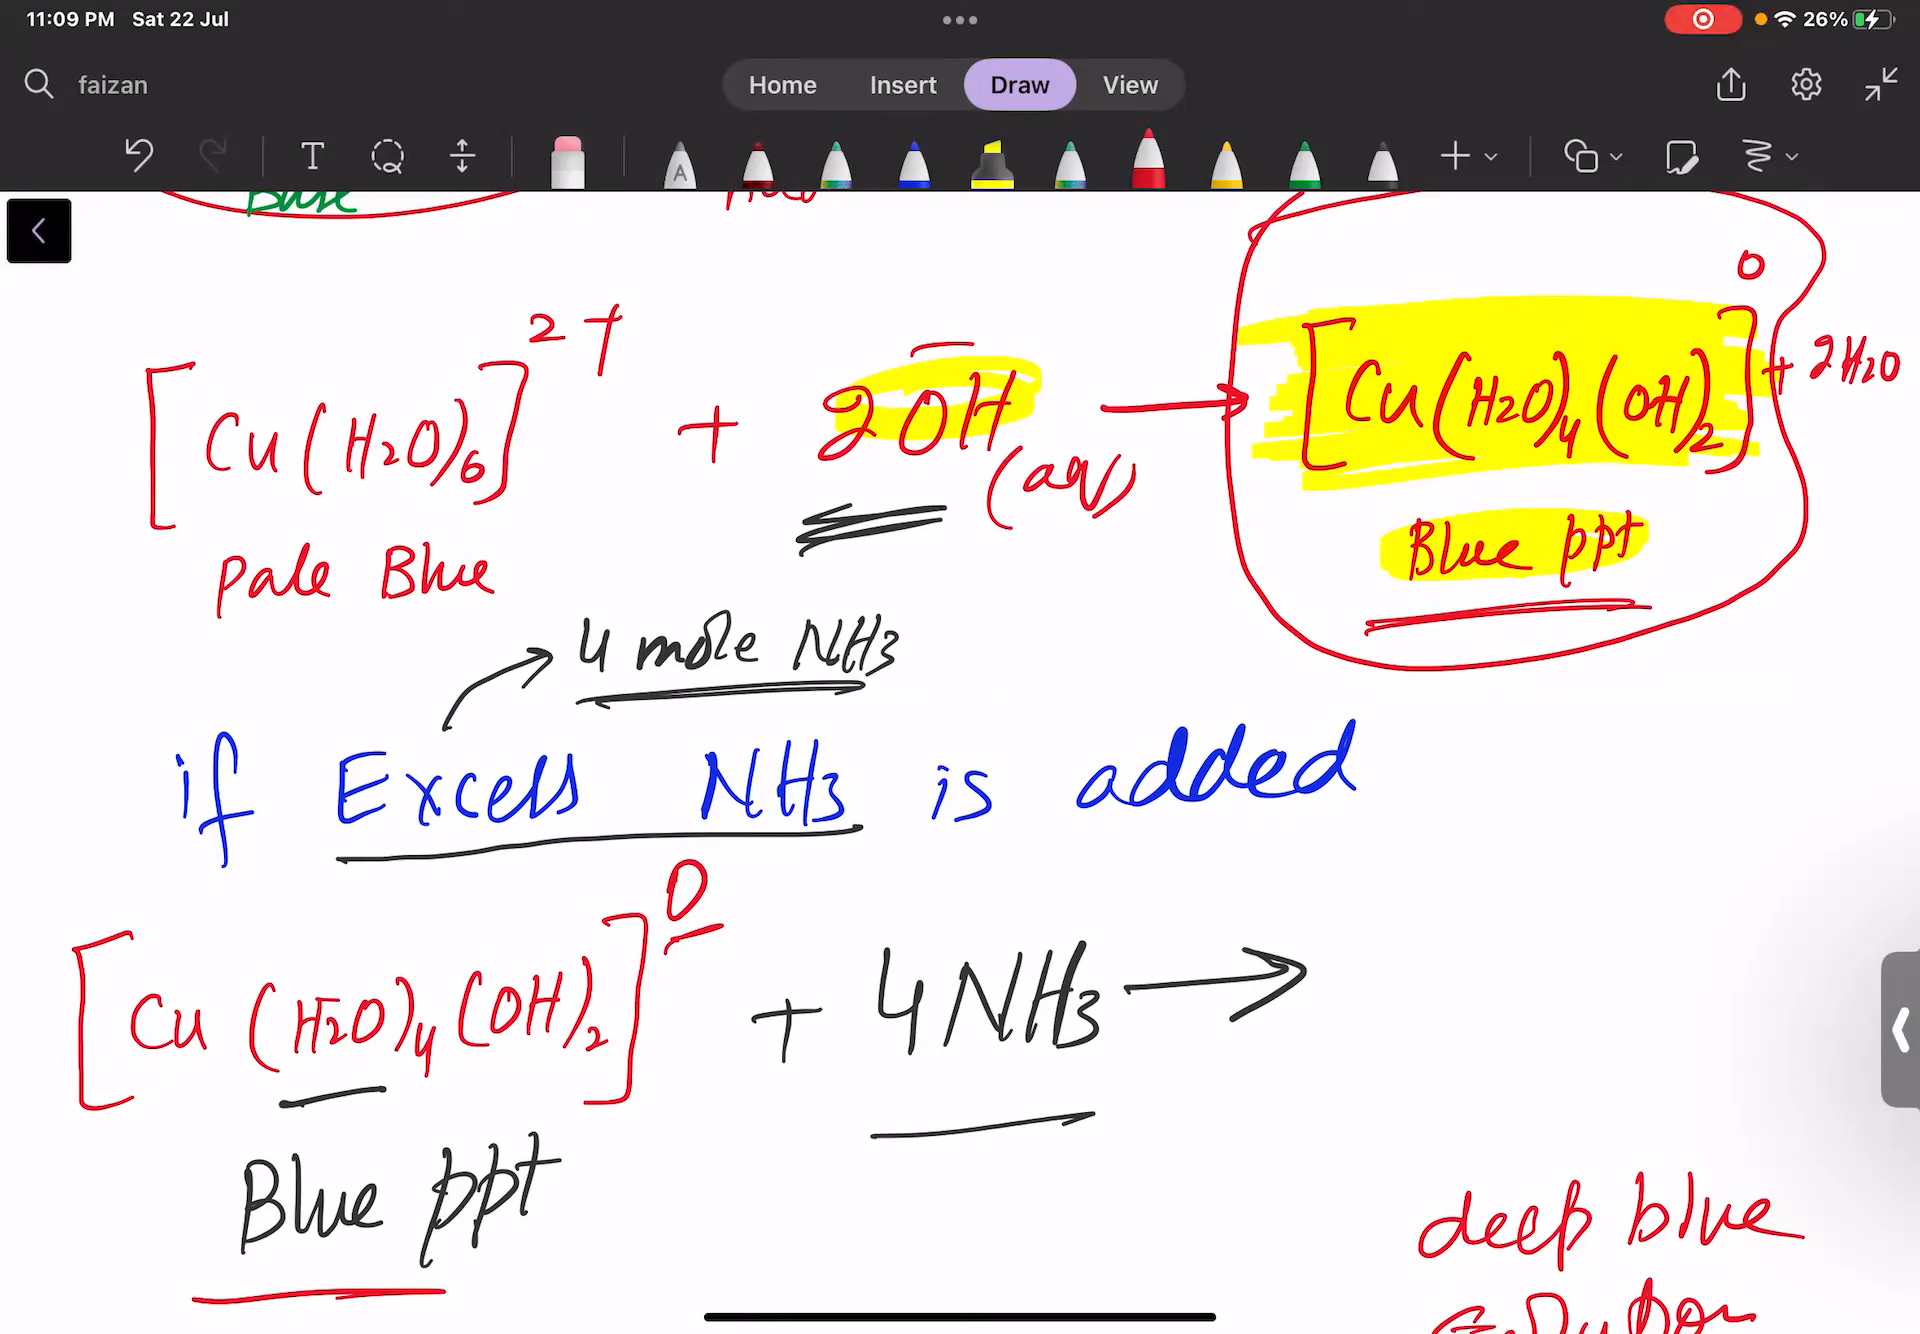 11:09 PM Sat 22 Jul
26%
faizan
Home Insert Draw View
T
A
Base
[Cu(H2O)6]2+ + 2OH-(aq) → [Cu(H2O)4(OH)2]0 + 2H2O
Pale Blue
Blue ppt
4 mole NH3
if Excess NH3 is added
[Cu(H2O)4(OH)2]0 + 4NH3 →
Blue ppt
deep blue
solution